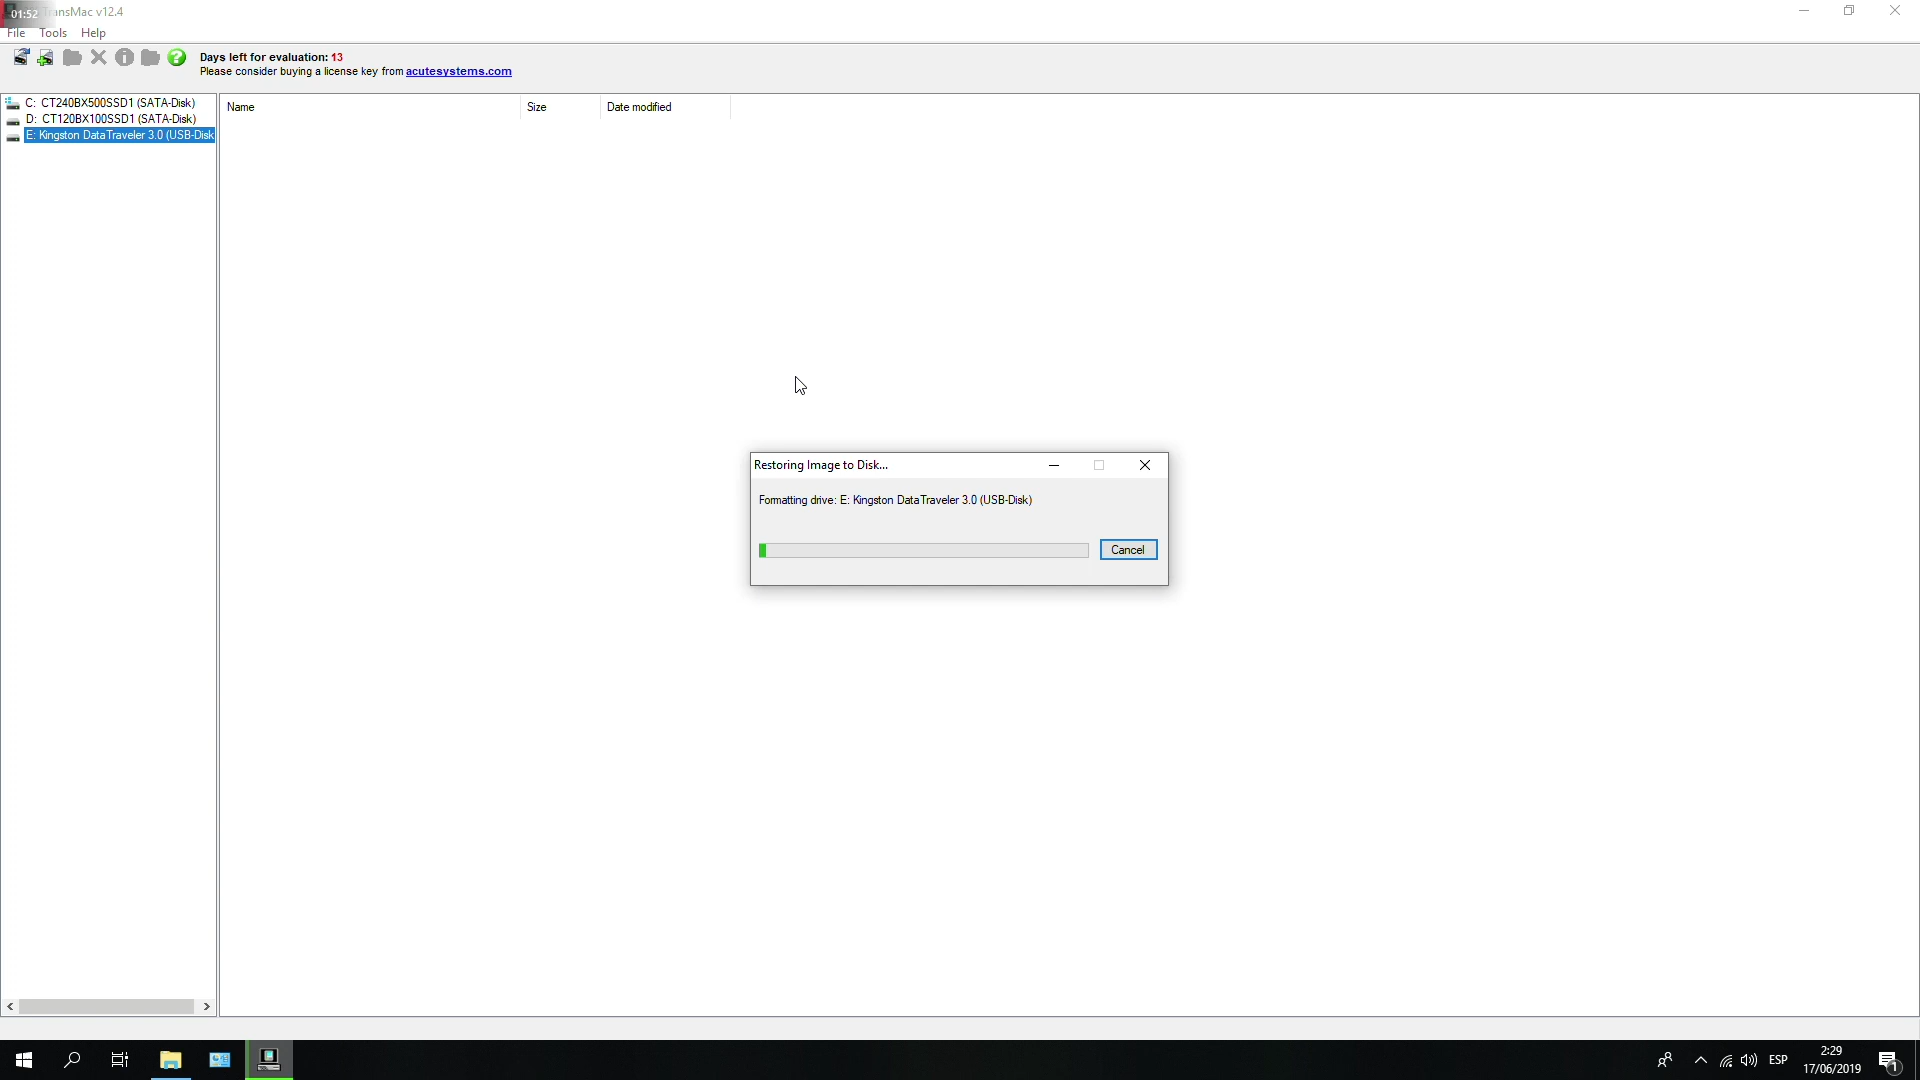 01:52
TransMac v12.4
File Tools Help
Days left for evaluation: 13
Please consider buying a license key from acutesystems.com
C: CT240BX500SSD1 (SATA-Disk)
D: CT120BX100SSD1 (SATA-Disk)
E: Kingston DataTraveler 3.0 (USB-Disk
Name Size Date modified
Restoring Image to Disk...
Formatting drive: E: Kingston DataTraveler 3.0 (USB-Disk)
Cancel
ESP
2:29
17/06/2019
1